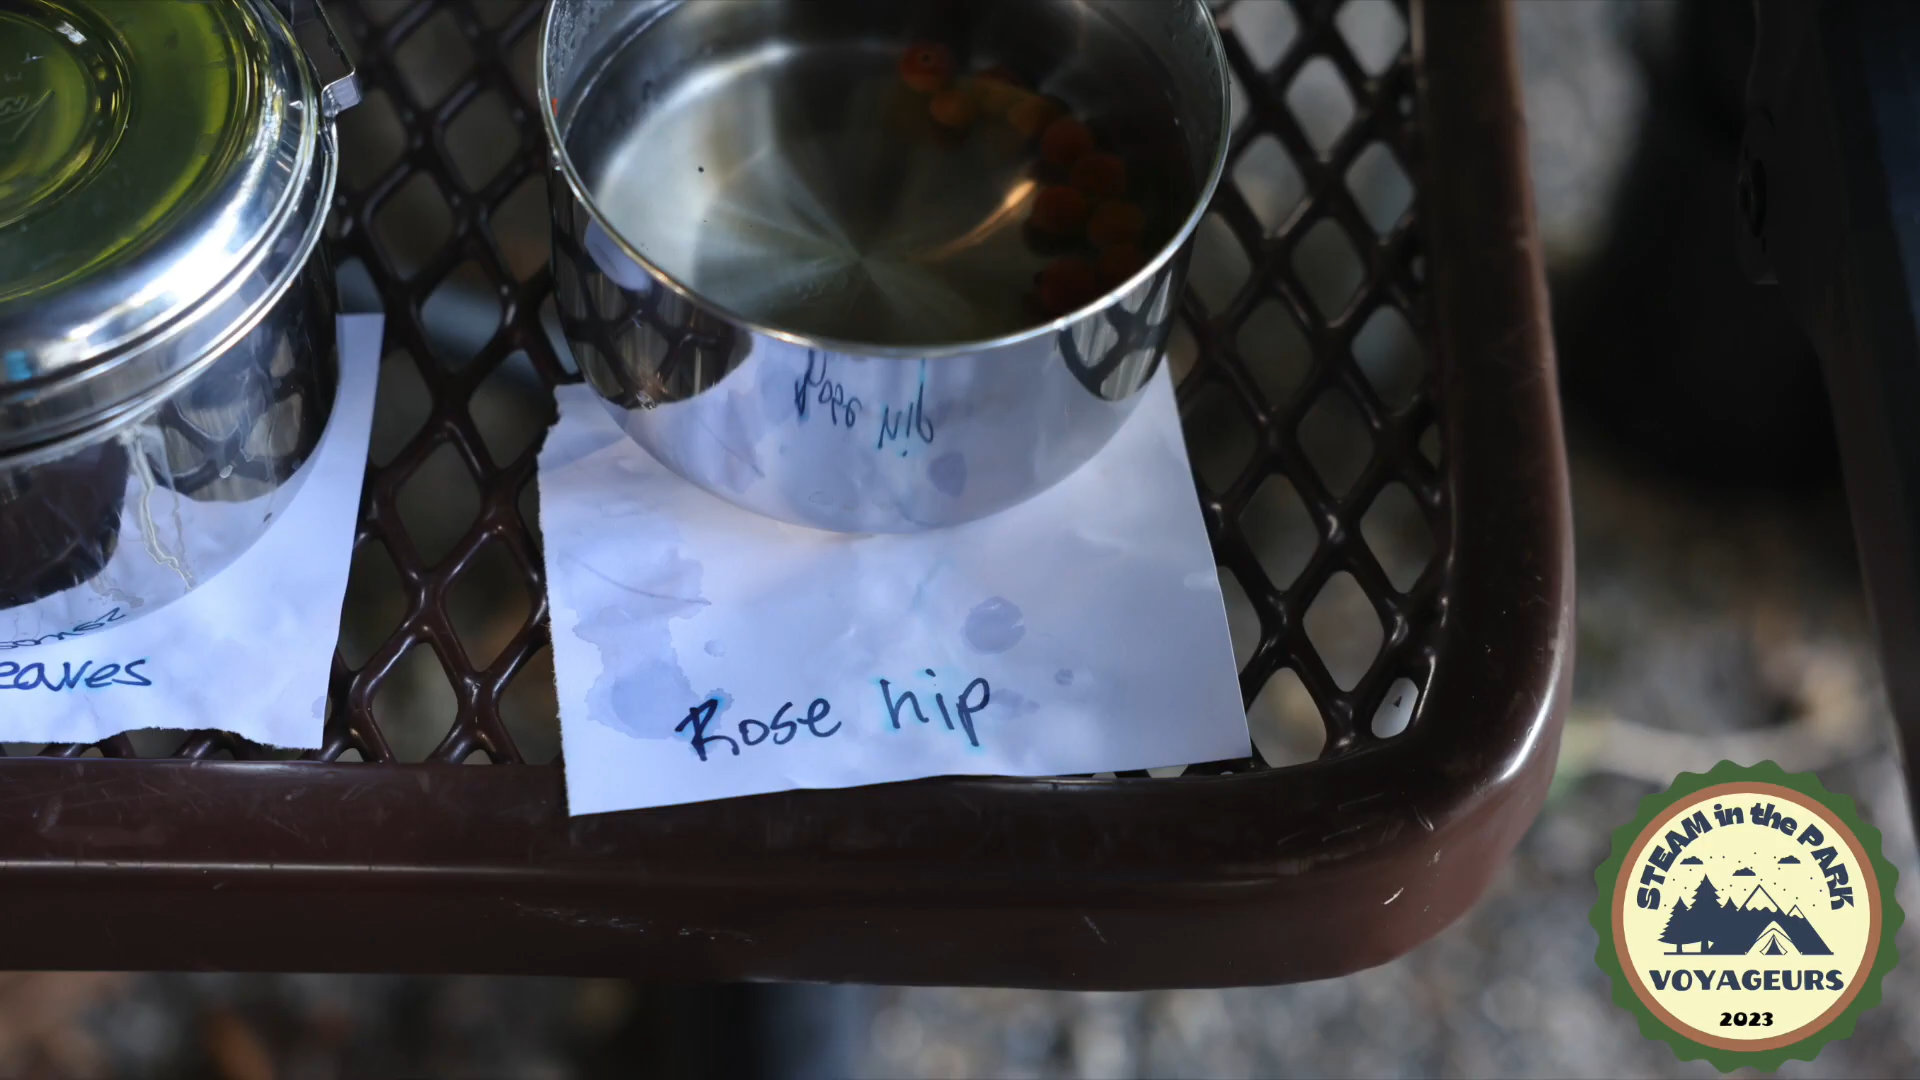 eaves
Rose hip
STEAM in the PARK
VOYAGEURS
2023